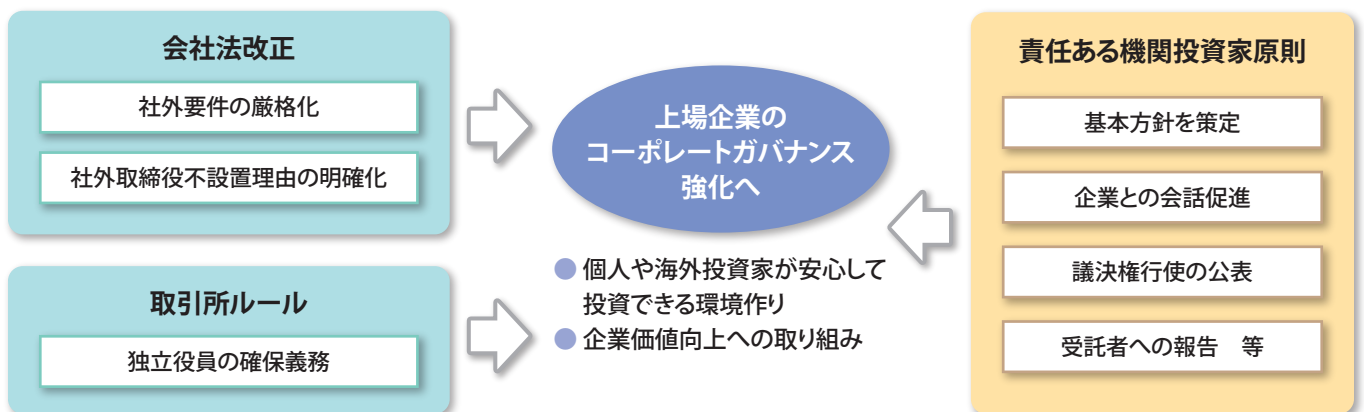 会社法改正
社外要件の厳格化
社外取締役不設置理由の明確化
取引所ルール
独立役員の確保義務
上場企業の
コーポレートガバナンス
強化へ
● 個人や海外投資家が安心して
投資できる環境作り
● 企業価値向上への取り組み
責任ある機関投資家原則
基本方針を策定
企業との会話促進
議決権行使の公表
受託者への報告　等